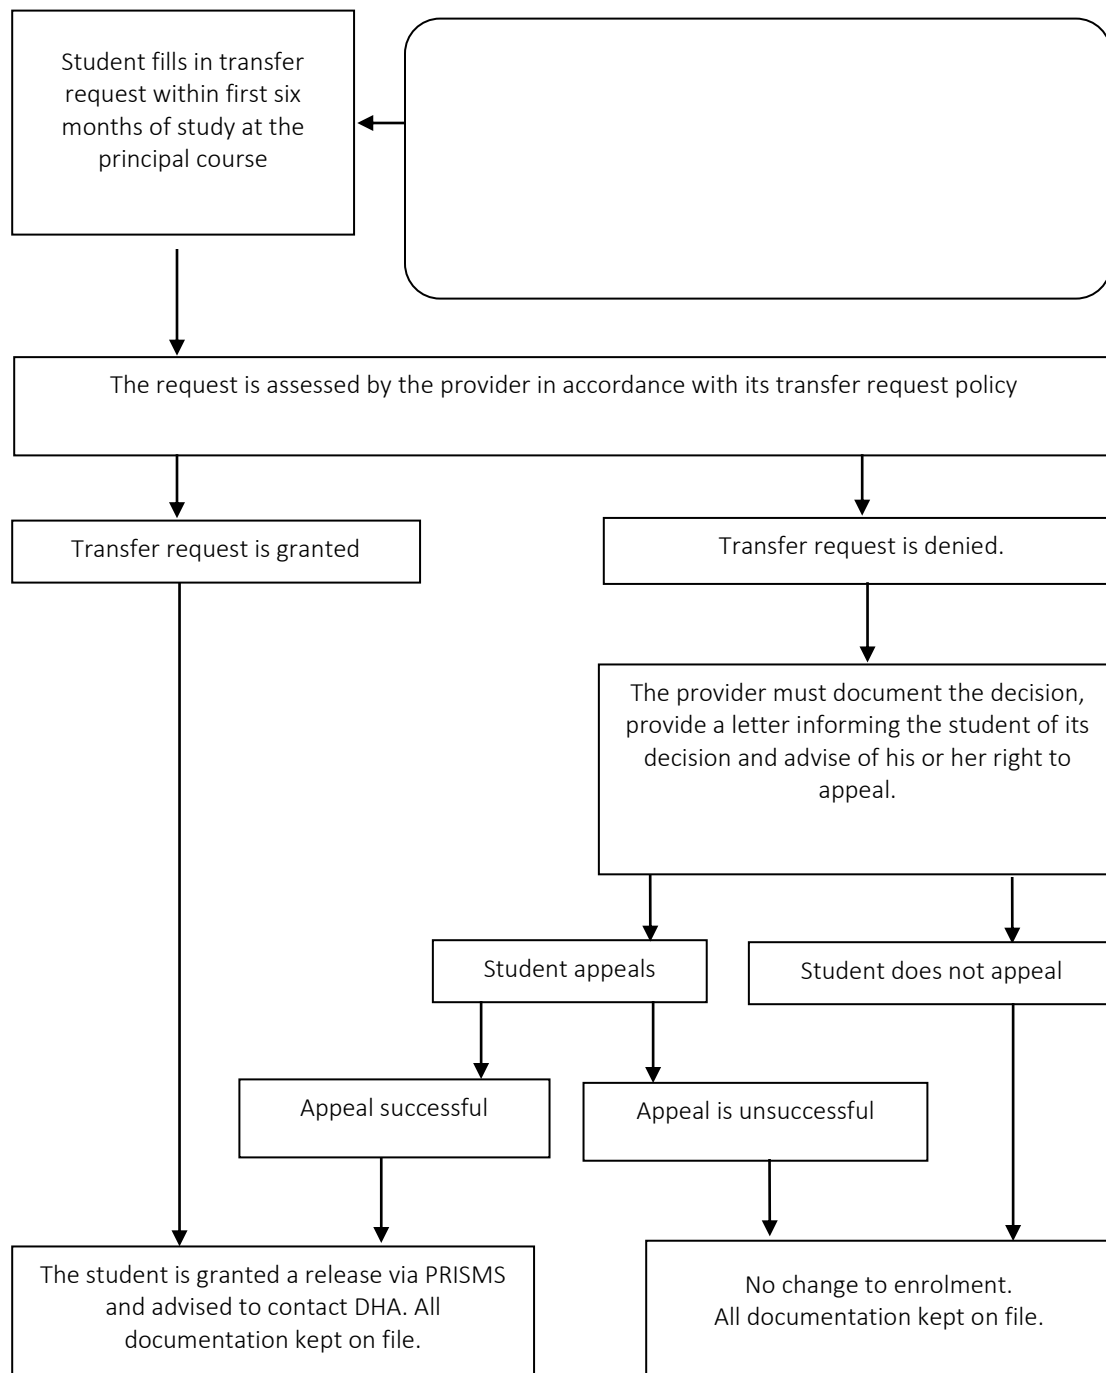 Student fills in transfer
request within first six
months of study at the
principal course
The request is assessed by the provider in accordance with its transfer request policy
Transfer request is granted
Transfer request is denied.
The provider must document the decision,
provide a letter informing the student of its
decision and advise of his or her right to
appeal.
Student appeals
Student does not appeal
Appeal successful
Appeal is unsuccessful
The student is granted a release via PRISMS
and advised to contact DHA. All
documentation kept on file.
No change to enrolment.
All documentation kept on file.